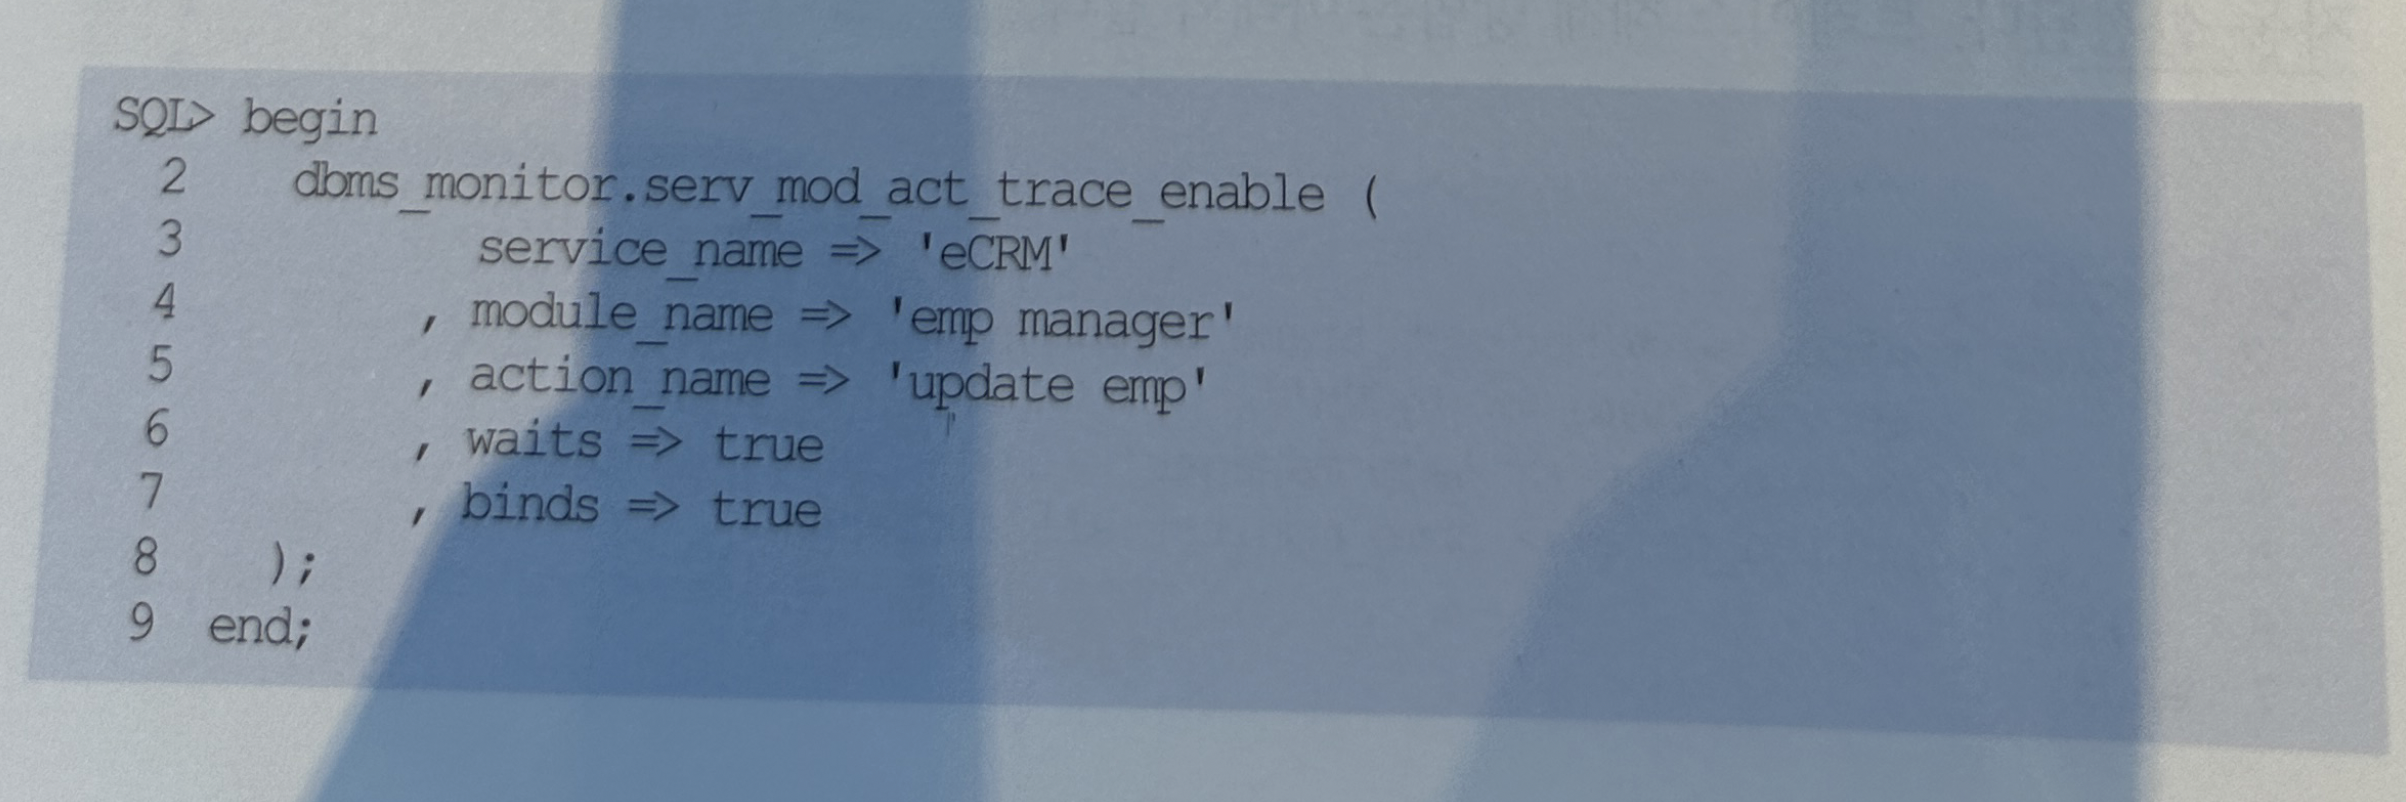 SQL> begin
  2    dbms_monitor.serv_mod_act_trace_enable (
  3          service_name => 'eCRM'
  4        , module_name => 'emp manager'
  5        , action_name => 'update emp'
  6        , waits => true
  7        , binds => true
  8    );
  9  end;